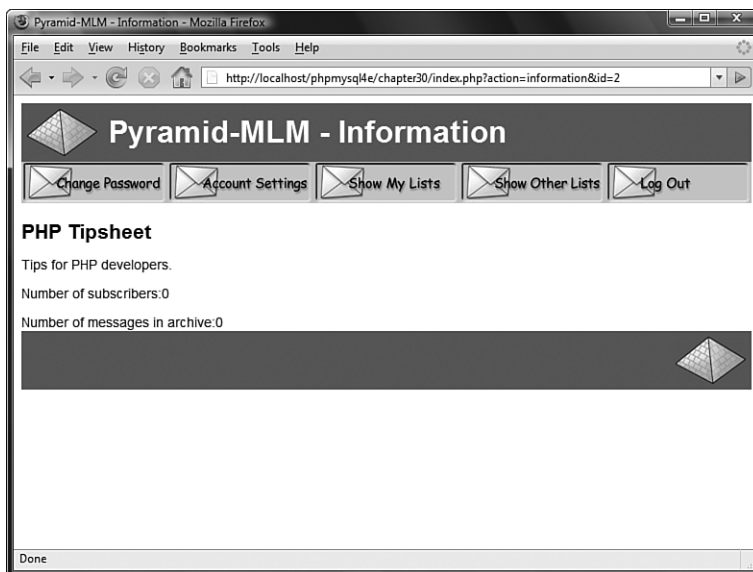 Pyramid-MLM - Information - Mozilla Firefox
File Edit View History Bookmarks Tools Help
http://localhost/phpmysql4e/chapter30/index.php?action=information&id=2
Pyramid-MLM - Information
Change Password Account Settings Show My Lists Show Other Lists Log Out
PHP Tipsheet
Tips for PHP developers.
Number of subscribers:0
Number of messages in archive:0
Done